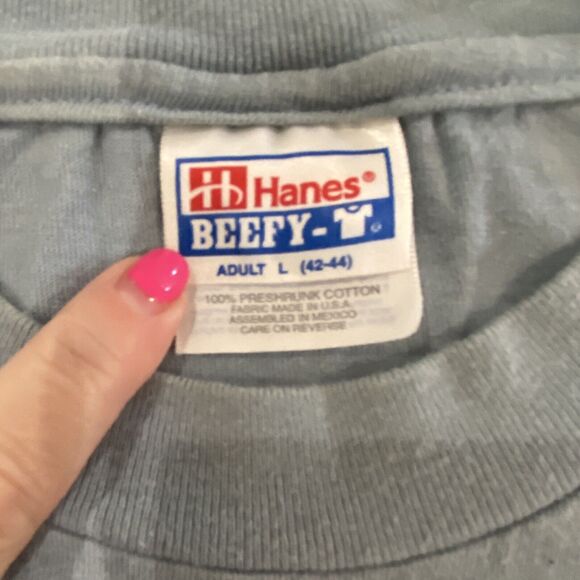 Hanes®
BEEFY-
ADULT L (42-44)
100% PRESHRUNK COTTON
FABRIC MADE IN U.S.A.
ASSEMBLED IN MEXICO
CARE ON REVERSE